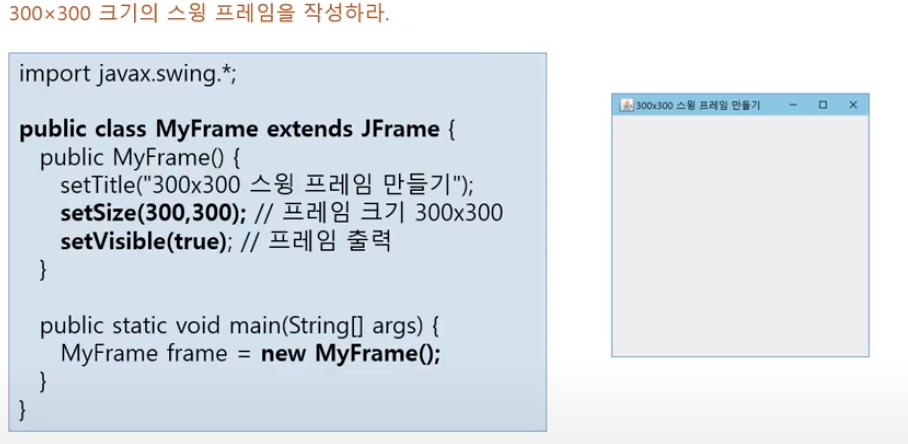 300×300 크기의 스윙 프레임을 작성하라.
import javax.swing.*;
public class MyFrame extends JFrame {
public MyFrame() {
setTitle("300x300 스윙 프레임 만들기");
setSize(300,300); // 프레임 크기 300x300
setVisible(true); // 프레임 출력
}
public static void main(String[] args) {
MyFrame frame = new MyFrame();
}
}
300x300 스윙 프레임 만들기